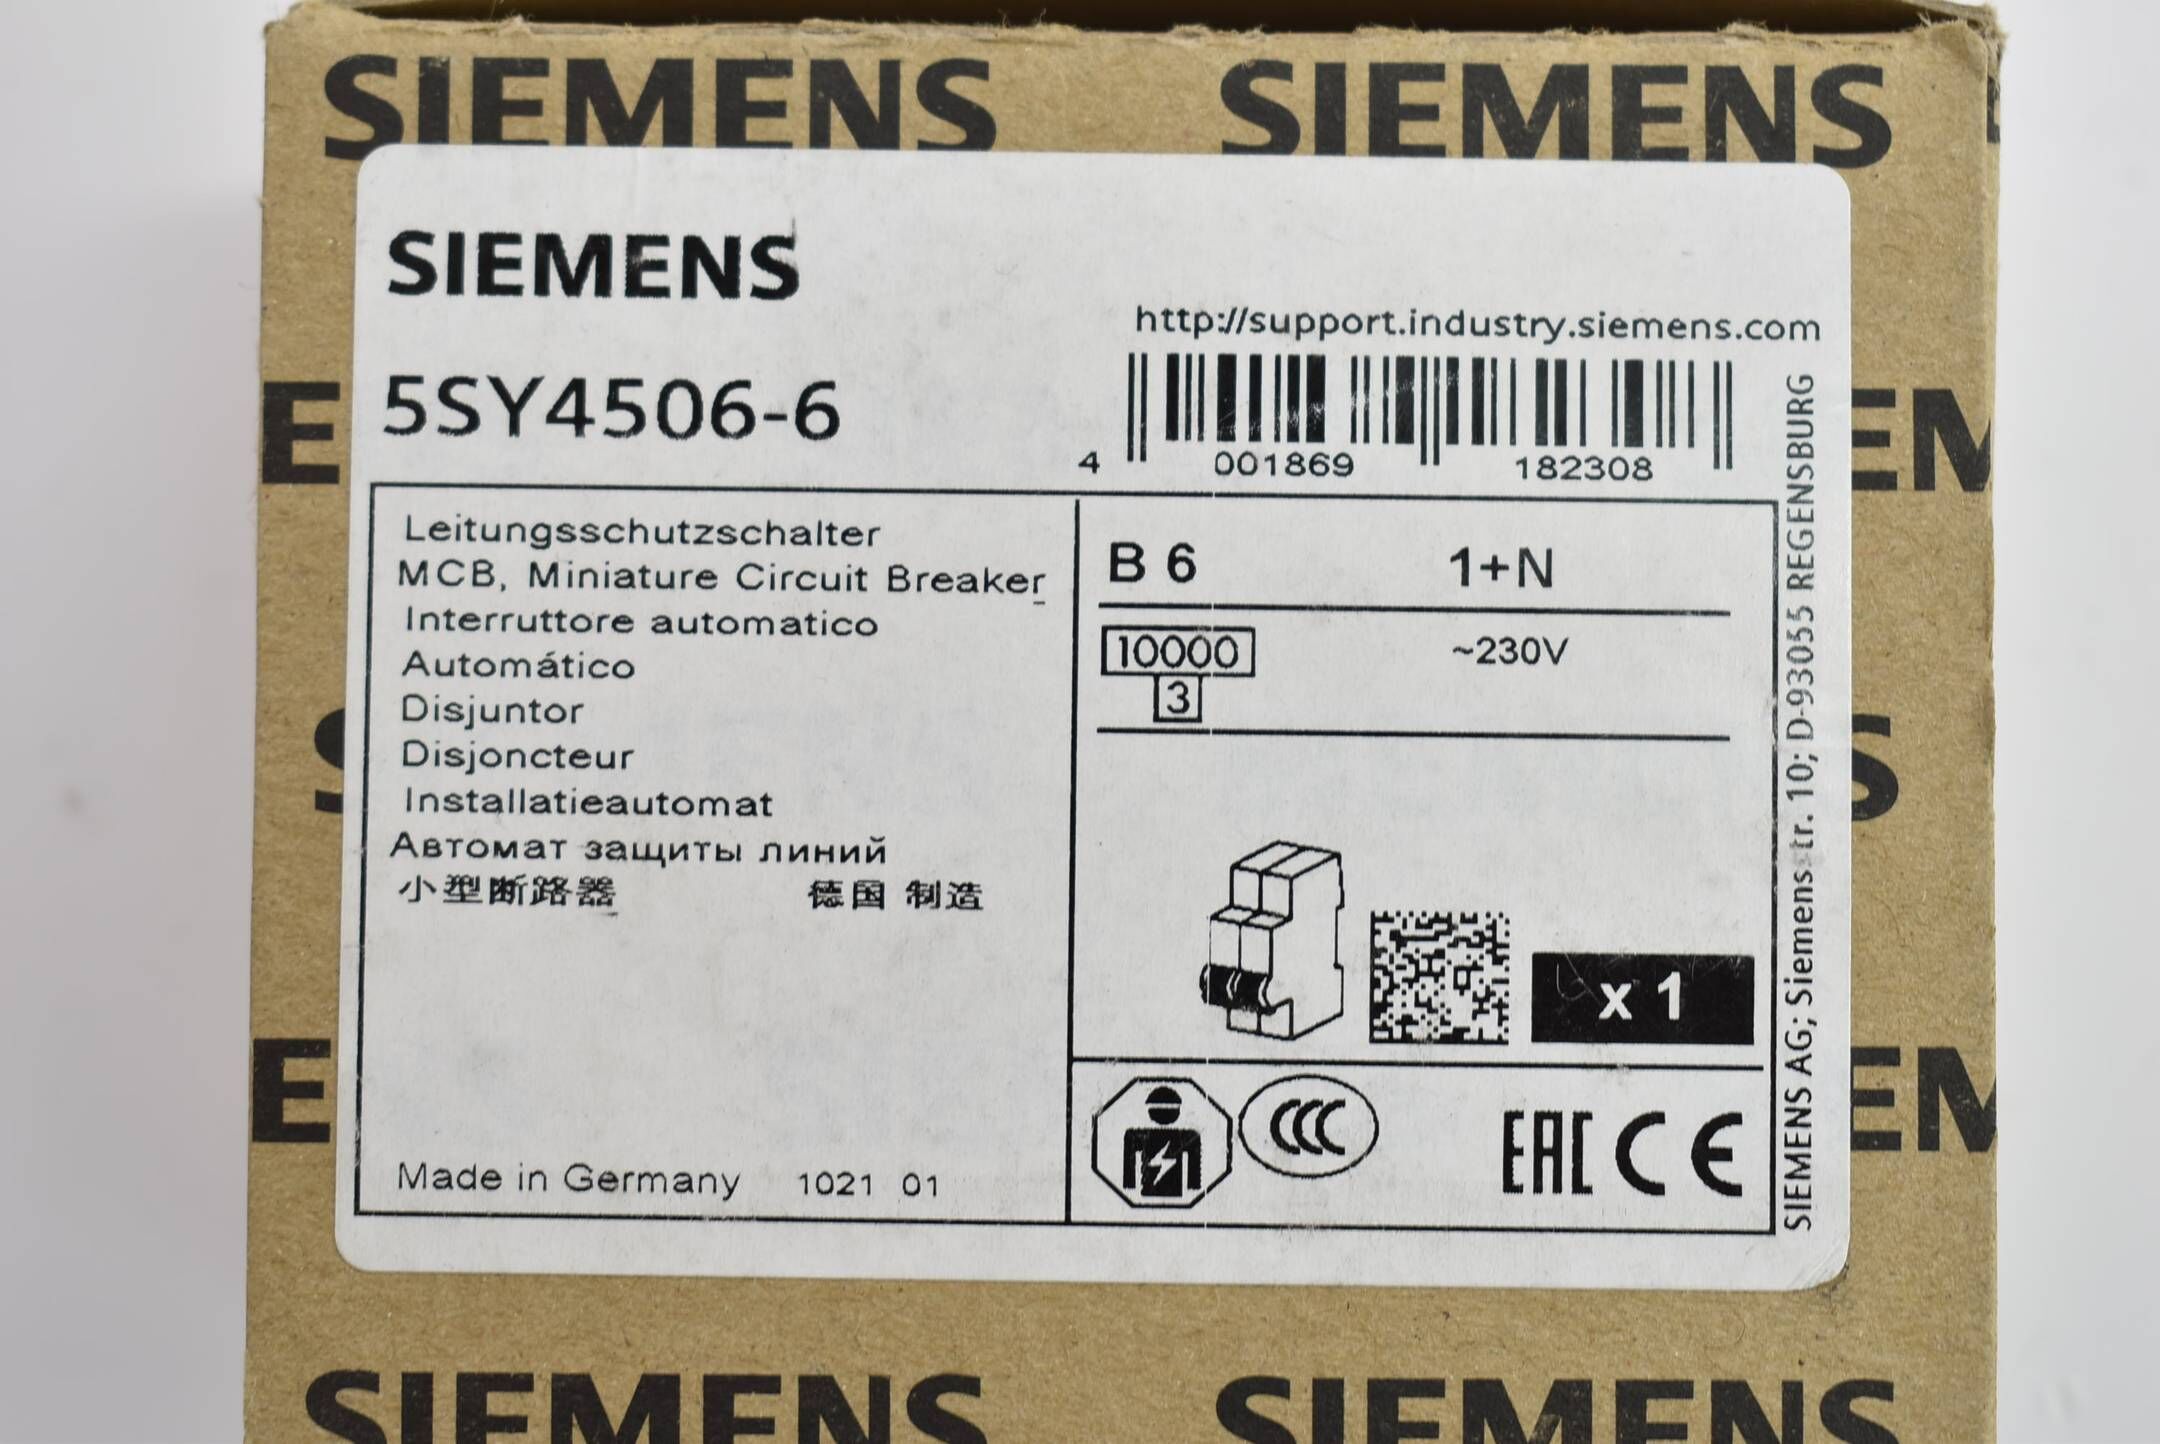 SIEMENS SIEMENS
SIEMENS
http://support.industry.siemens.com
5SY4506-6
4 001869 182308
Leitungsschutzschalter
MCB, Miniature Circuit Breaker
Interruttore automatico
Automático
Disjuntor
Disjoncteur
Installatieautomat
Автомат защиты линий
小型断路器 德国 制造
Made in Germany 1021 01
B 6 1+N
10000 ~230V
3
x 1
CCC EAC CE
SIEMENS AG; Siemensstr. 10; D-93055 REGENSBURG
E EM
S S
E EM
SIEMENS SIEMENS